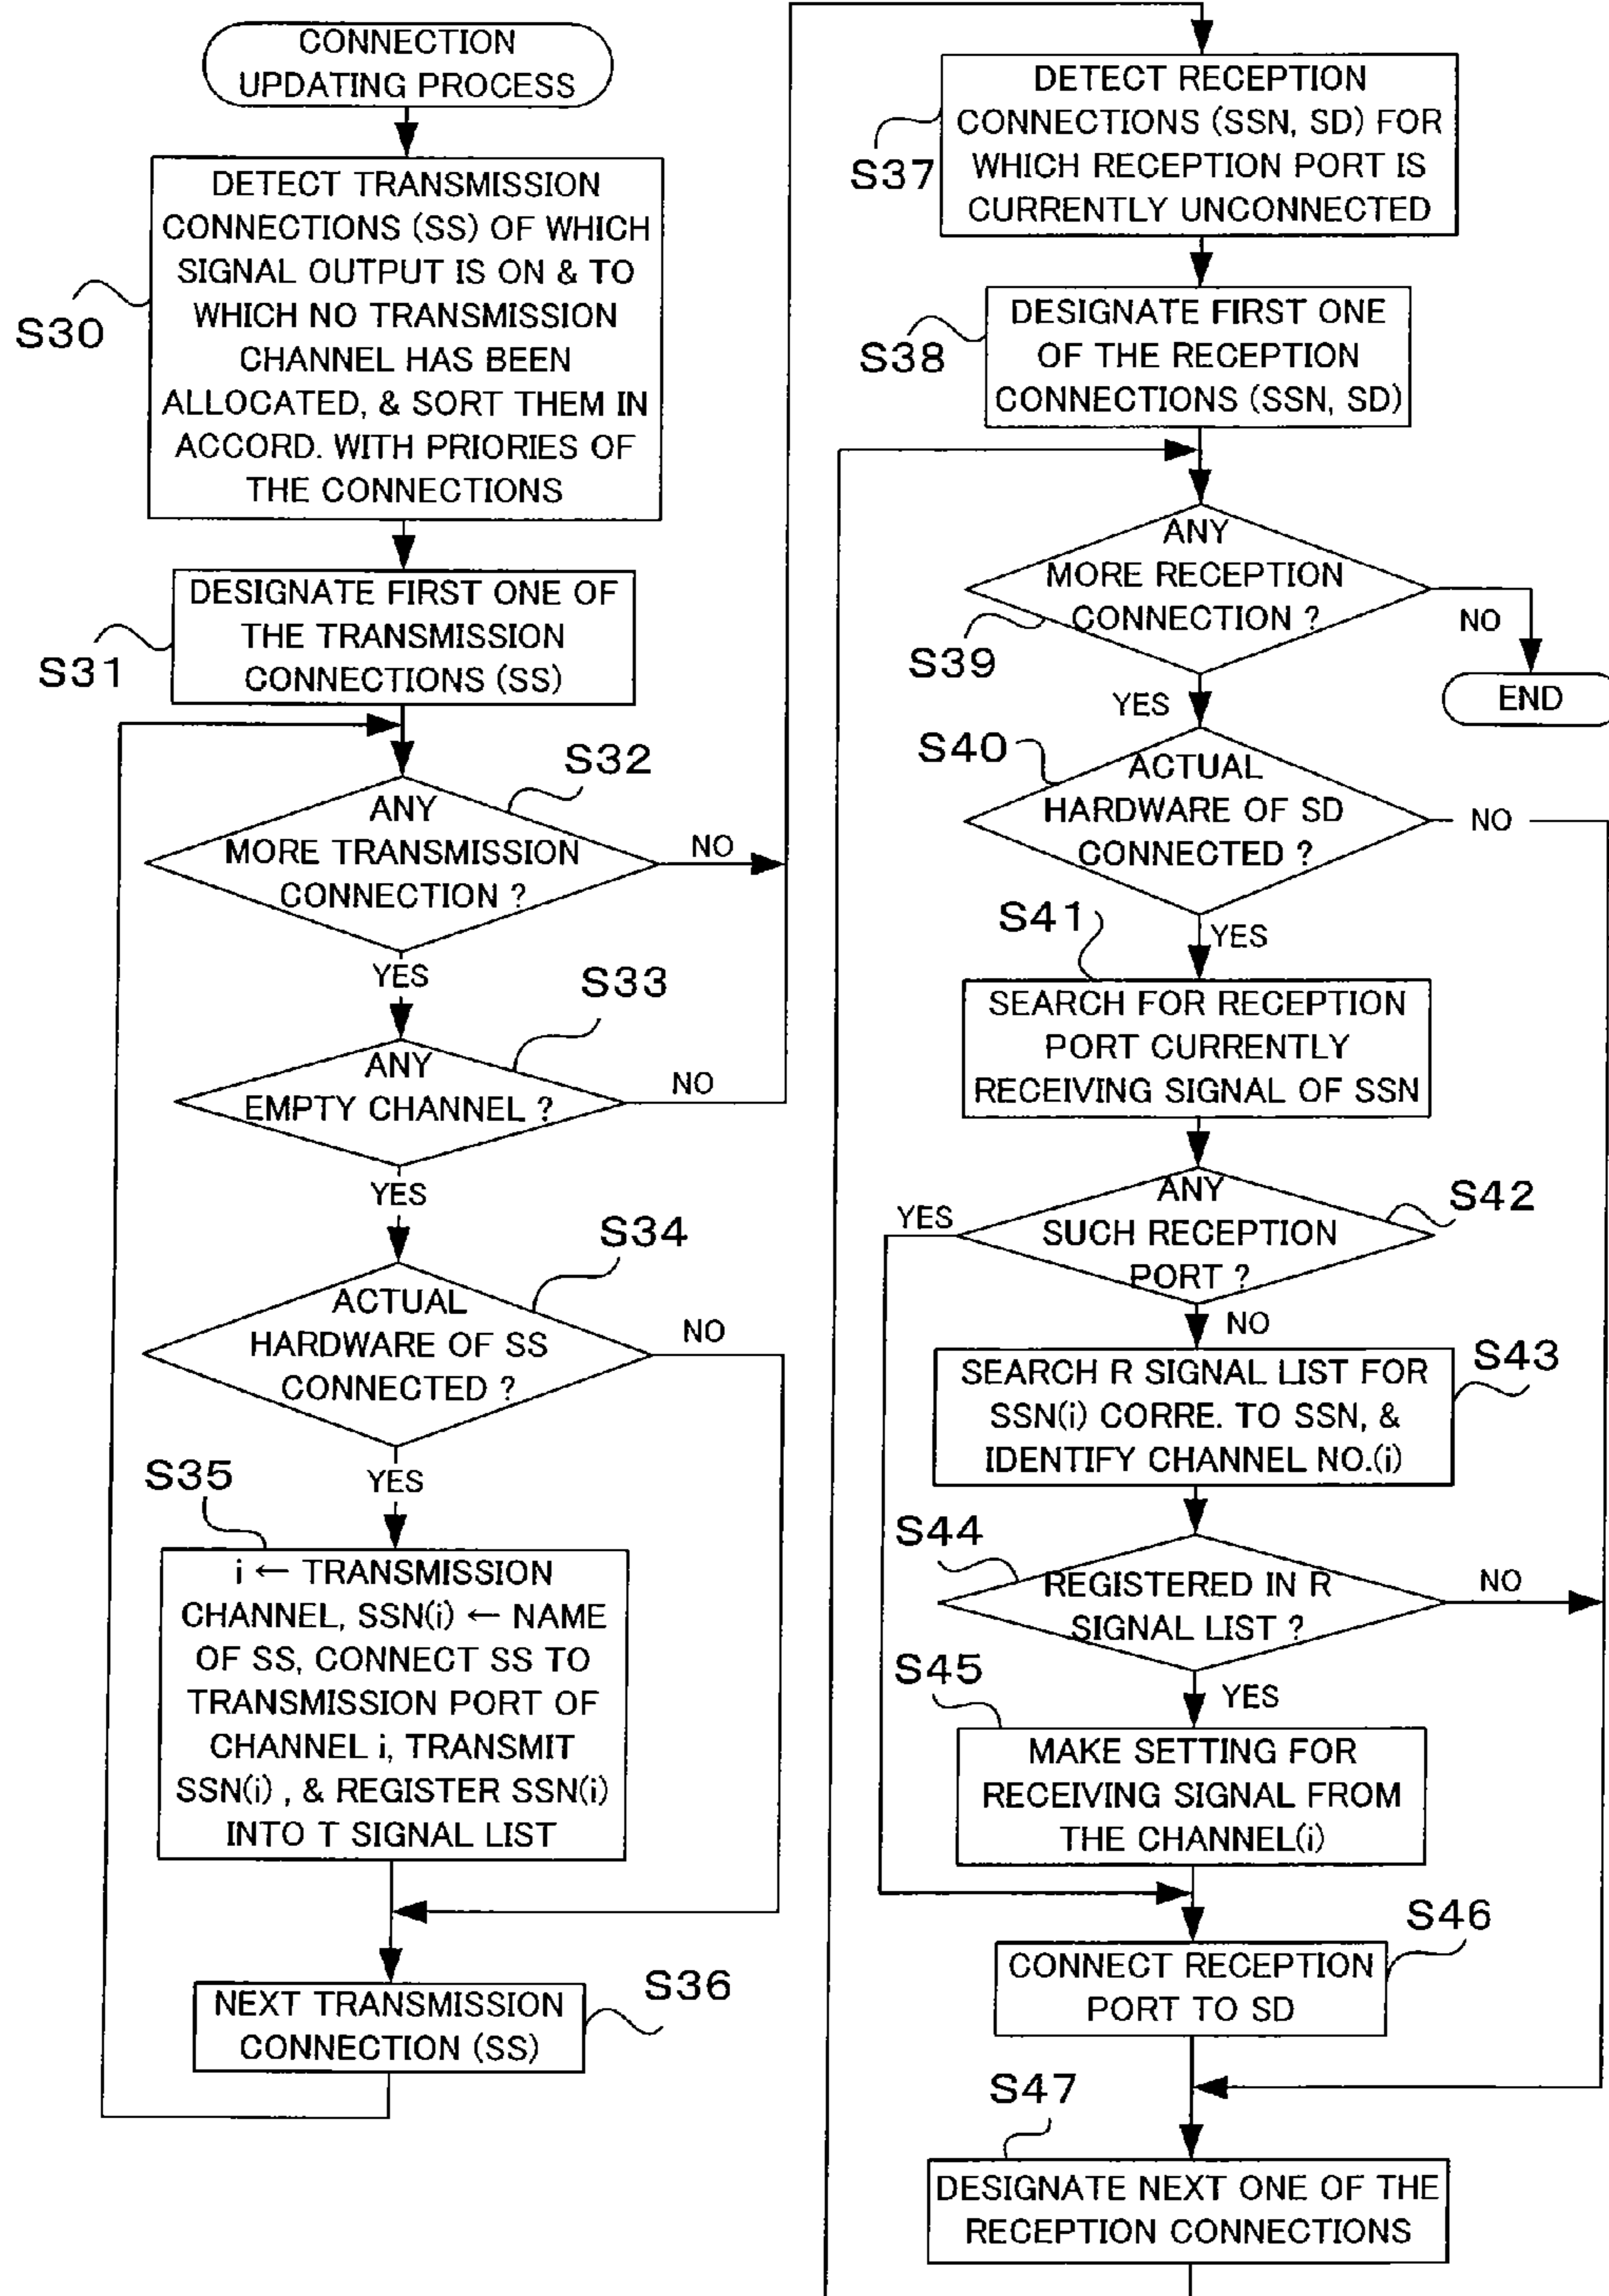 CONNECTION
UPDATING PROCESS
DETECT TRANSMISSION
CONNECTIONS (SS) OF WHICH
SIGNAL OUTPUT IS ON & TO
WHICH NO TRANSMISSION
CHANNEL HAS BEEN
ALLOCATED, & SORT THEM IN
ACCORD. WITH PRIORIES OF
THE CONNECTIONS
S30
DESIGNATE FIRST ONE OF
THE TRANSMISSION
CONNECTIONS (SS)
S31
S32
ANY
MORE TRANSMISSION
CONNECTION ?
NO
YES
S33
ANY
EMPTY CHANNEL ?
NO
YES
S34
ACTUAL
HARDWARE OF SS
CONNECTED ?
NO
YES
S35
i ← TRANSMISSION
CHANNEL, SSN(i) ← NAME
OF SS, CONNECT SS TO
TRANSMISSION PORT OF
CHANNEL i, TRANSMIT
SSN(i) , & REGISTER SSN(i)
INTO T SIGNAL LIST
NEXT TRANSMISSION
CONNECTION (SS)
S36
DETECT RECEPTION
CONNECTIONS (SSN, SD) FOR
WHICH RECEPTION PORT IS
CURRENTLY UNCONNECTED
S37
DESIGNATE FIRST ONE
OF THE RECEPTION
CONNECTIONS (SSN, SD)
S38
ANY
MORE RECEPTION
CONNECTION ?
S39
NO
END
YES
S40
ACTUAL
HARDWARE OF SD
CONNECTED ?
NO
YES
S41
SEARCH FOR RECEPTION
PORT CURRENTLY
RECEIVING SIGNAL OF SSN
S42
ANY
SUCH RECEPTION
PORT ?
YES
NO
SEARCH R SIGNAL LIST FOR
SSN(i) CORRE. TO SSN, &
IDENTIFY CHANNEL NO.(i)
S43
S44
REGISTERED IN R
SIGNAL LIST ?
NO
YES
S45
MAKE SETTING FOR
RECEIVING SIGNAL FROM
THE CHANNEL(i)
S46
CONNECT RECEPTION
PORT TO SD
S47
DESIGNATE NEXT ONE OF THE
RECEPTION CONNECTIONS